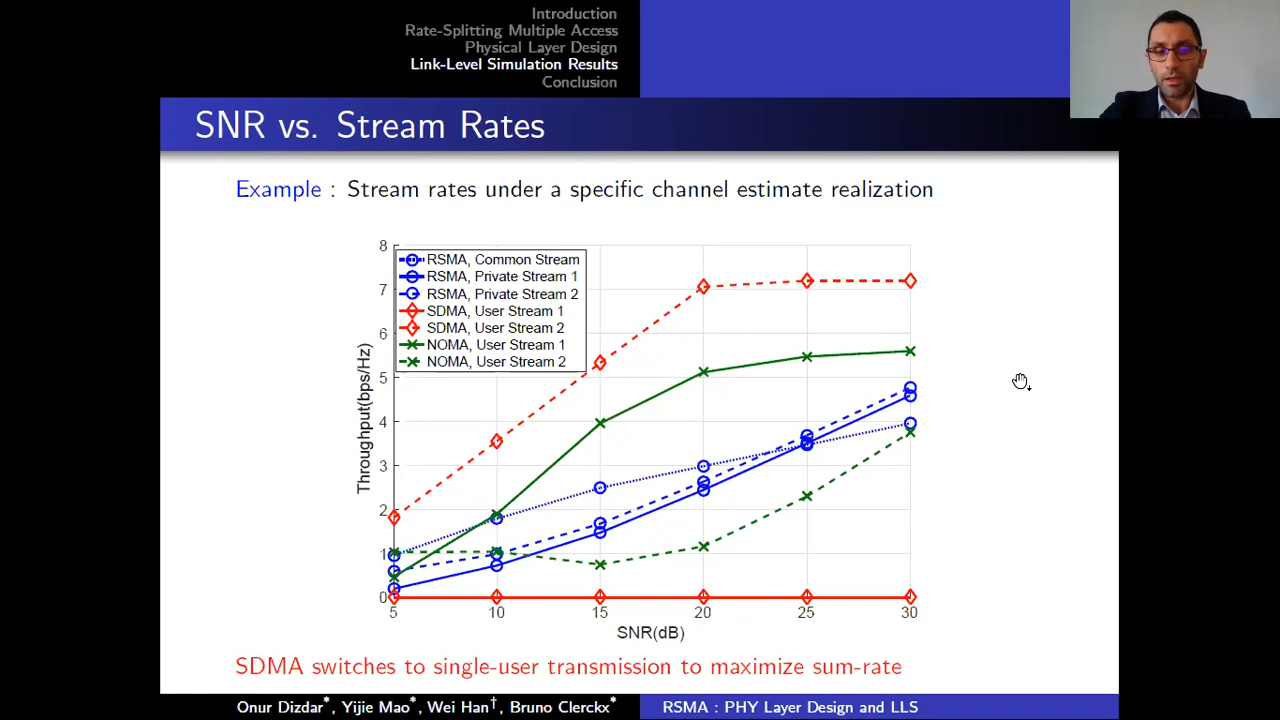 Introduction
Rate-Splitting Multiple Access
Physical Layer Design
Link-Level Simulation Results
Conclusion
SNR vs. Stream Rates
Example : Stream rates under a specific channel estimate realization
8
7
6
5
4
3
2
1
0
Throughput(bps/Hz)
RSMA, Common Stream
RSMA, Private Stream 1
RSMA, Private Stream 2
SDMA, User Stream 1
SDMA, User Stream 2
NOMA, User Stream 1
NOMA, User Stream 2
5 10 15 20 25 30
SNR(dB)
SDMA switches to single-user transmission to maximize sum-rate
Onur Dizdar*, Yijie Mao*, Wei Han†, Bruno Clerckx* RSMA : PHY Layer Design and LLS